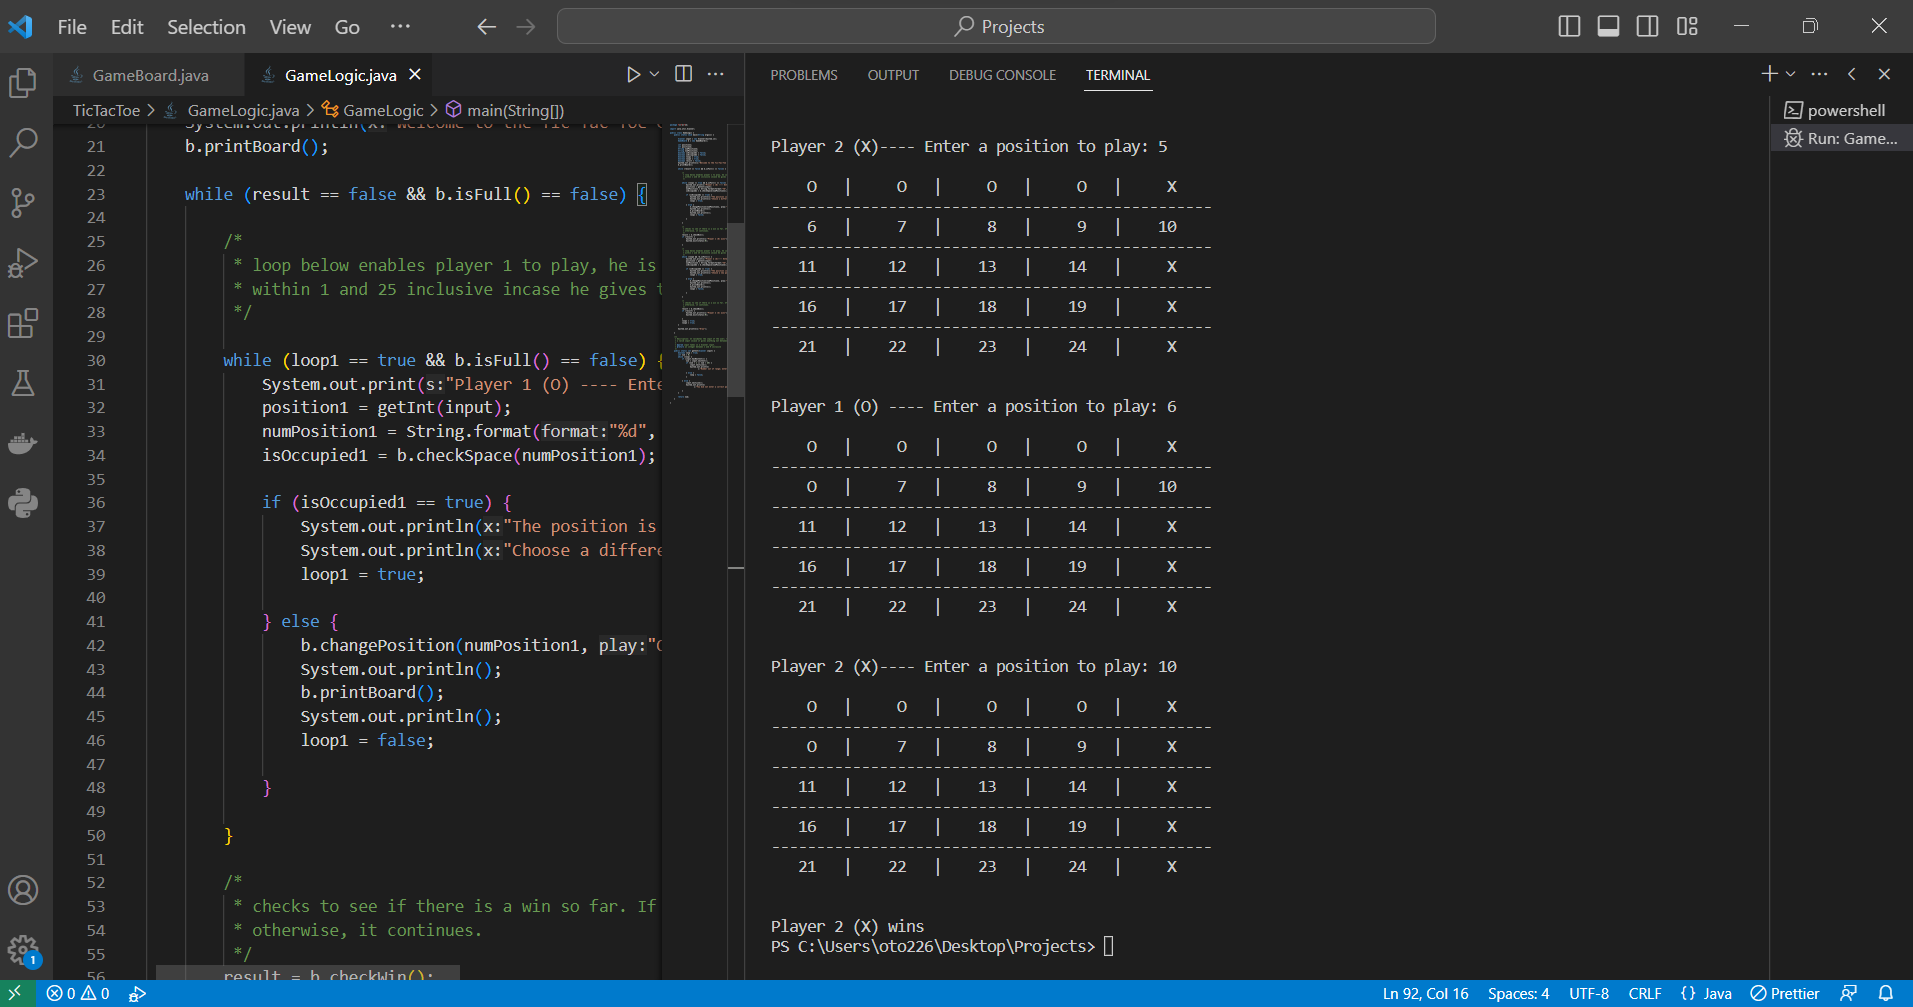 File Edit Selection View Go ··· Projects
GameBoard.java GameLogic.java
TicTacToe > GameLogic.java > GameLogic > main(String[])
20 System.out.println(x: Welcome to the Tic Tac Toe
21 b.printBoard();
22
23 while (result == false && b.isFull() == false) {
24
25 /*
26 * loop below enables player 1 to play, he is
27 * within 1 and 25 inclusive incase he gives
28 */
29
30 while (loop1 == true && b.isFull() == false) {
31 System.out.print(s:"Player 1 (O) ---- Ente
32 position1 = getInt(input);
33 numPosition1 = String.format(format:"%d",
34 isOccupied1 = b.checkSpace(numPosition1);
35
36 if (isOccupied1 == true) {
37 System.out.println(x:"The position is
38 System.out.println(x:"Choose a differe
39 loop1 = true;
40
41 } else {
42 b.changePosition(numPosition1, play:"O
43 System.out.println();
44 b.printBoard();
45 System.out.println();
46 loop1 = false;
47
48 }
49
50 }
51
52 /*
53 * checks to see if there is a win so far. If
54 * otherwise, it continues.
55 */
56 result = b.checkWin();
PROBLEMS OUTPUT DEBUG CONSOLE TERMINAL
powershell
Run: Game...
Player 2 (X)---- Enter a position to play: 5
O | O | O | O | X
-------------------------------------------
6 | 7 | 8 | 9 | 10
-------------------------------------------
11 | 12 | 13 | 14 | X
-------------------------------------------
16 | 17 | 18 | 19 | X
-------------------------------------------
21 | 22 | 23 | 24 | X
Player 1 (O) ---- Enter a position to play: 6
O | O | O | O | X
-------------------------------------------
O | 7 | 8 | 9 | 10
-------------------------------------------
11 | 12 | 13 | 14 | X
-------------------------------------------
16 | 17 | 18 | 19 | X
-------------------------------------------
21 | 22 | 23 | 24 | X
Player 2 (X)---- Enter a position to play: 10
O | O | O | O | X
-------------------------------------------
O | 7 | 8 | 9 | X
-------------------------------------------
11 | 12 | 13 | 14 | X
-------------------------------------------
16 | 17 | 18 | 19 | X
-------------------------------------------
21 | 22 | 23 | 24 | X
Player 2 (X) wins
PS C:\Users\oto226\Desktop\Projects>
1
0 0 Ln 92, Col 16 Spaces: 4 UTF-8 CRLF {} Java Prettier